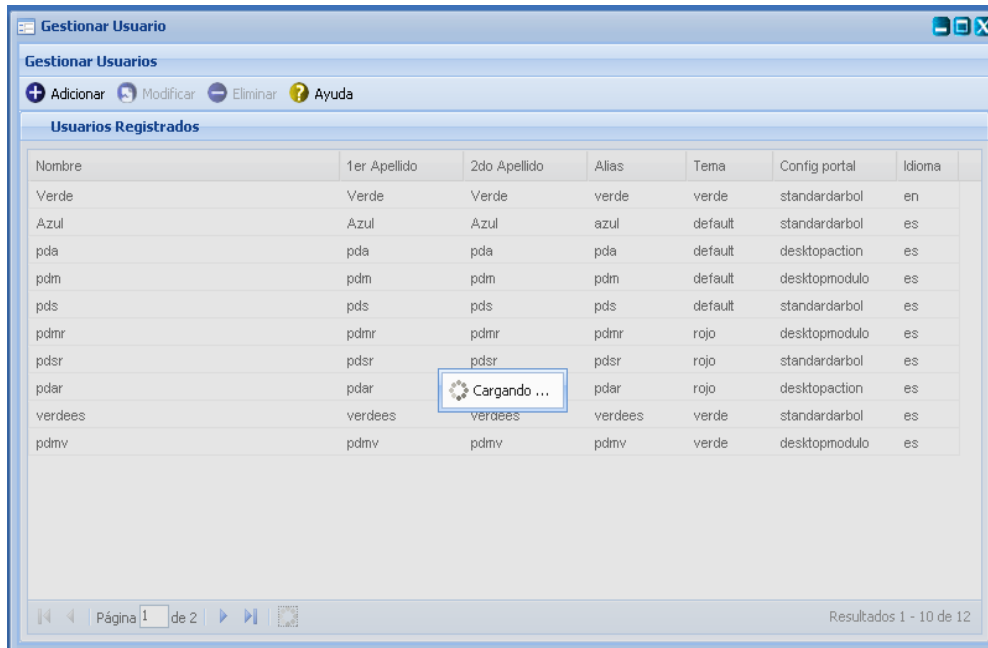 Gestionar Usuario
Gestionar Usuarios
Adicionar Modificar Eliminar Ayuda
Usuarios Registrados
Nombre 1er Apellido 2do Apellido Alias Tema Config portal Idioma
Verde Verde Verde verde verde standardarbol en
Azul Azul Azul azul default standardarbol es
pda pda pda pda default desktopaction es
pdm pdm pdm pdm default desktopmodulo es
pds pds pds pds default standardarbol es
pdmr pdmr pdmr pdmr rojo desktopmodulo es
pdsr pdsr pdsr pdsr rojo standardarbol es
pdar pdar pdar rojo desktopaction es
Cargando ...
verdees verdees verdees verdees verde standardarbol es
pdmv pdmv pdmv pdmv verde desktopmodulo es
Página 1 de 2 Resultados 1 - 10 de 12